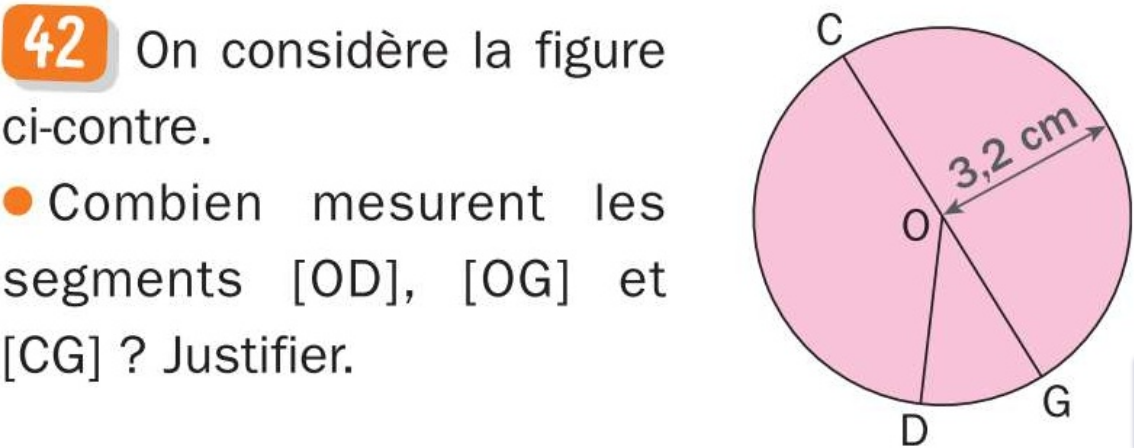 42 On considère la figure
ci-contre.
● Combien mesurent les
segments [OD], [OG] et
[CG] ? Justifier.
C
3,2 cm
O
G
D